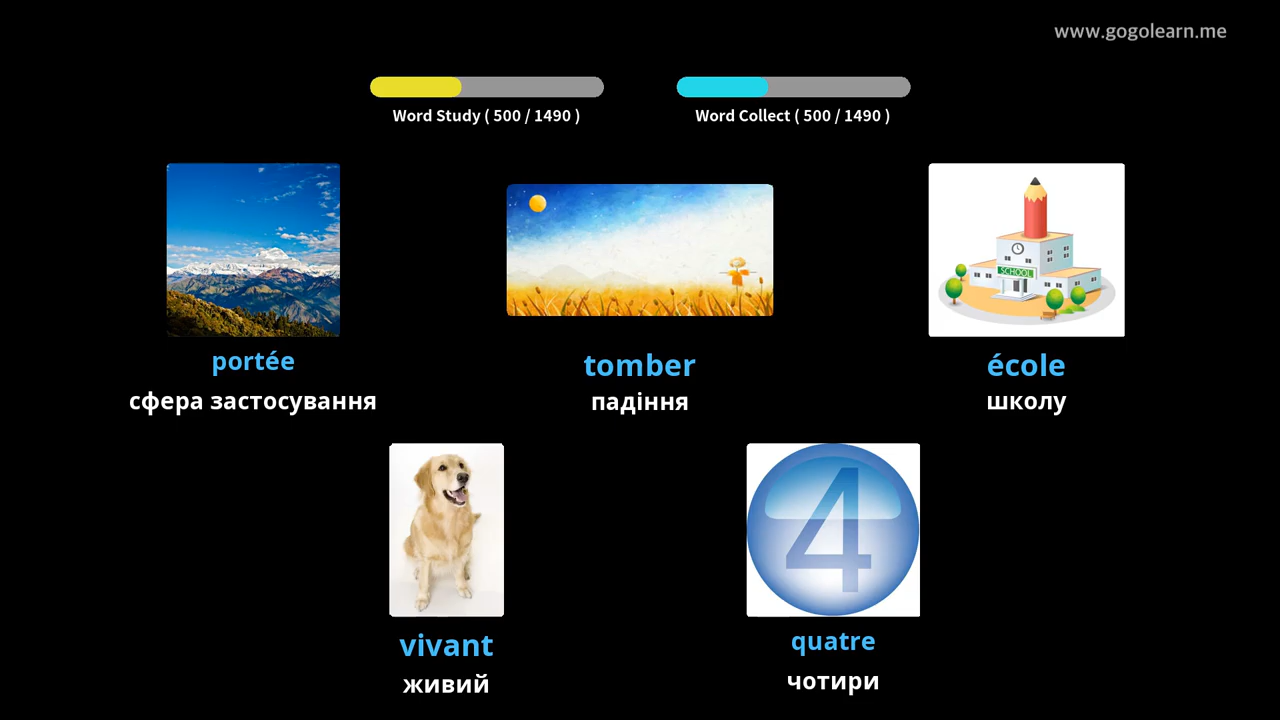 www.gogolearn.me
Word Study ( 500 / 1490 )
Word Collect ( 500 / 1490 )
SCHOOL
portée
tomber
école
сфера застосування
падіння
школу
4
vivant
quatre
живий
чотири